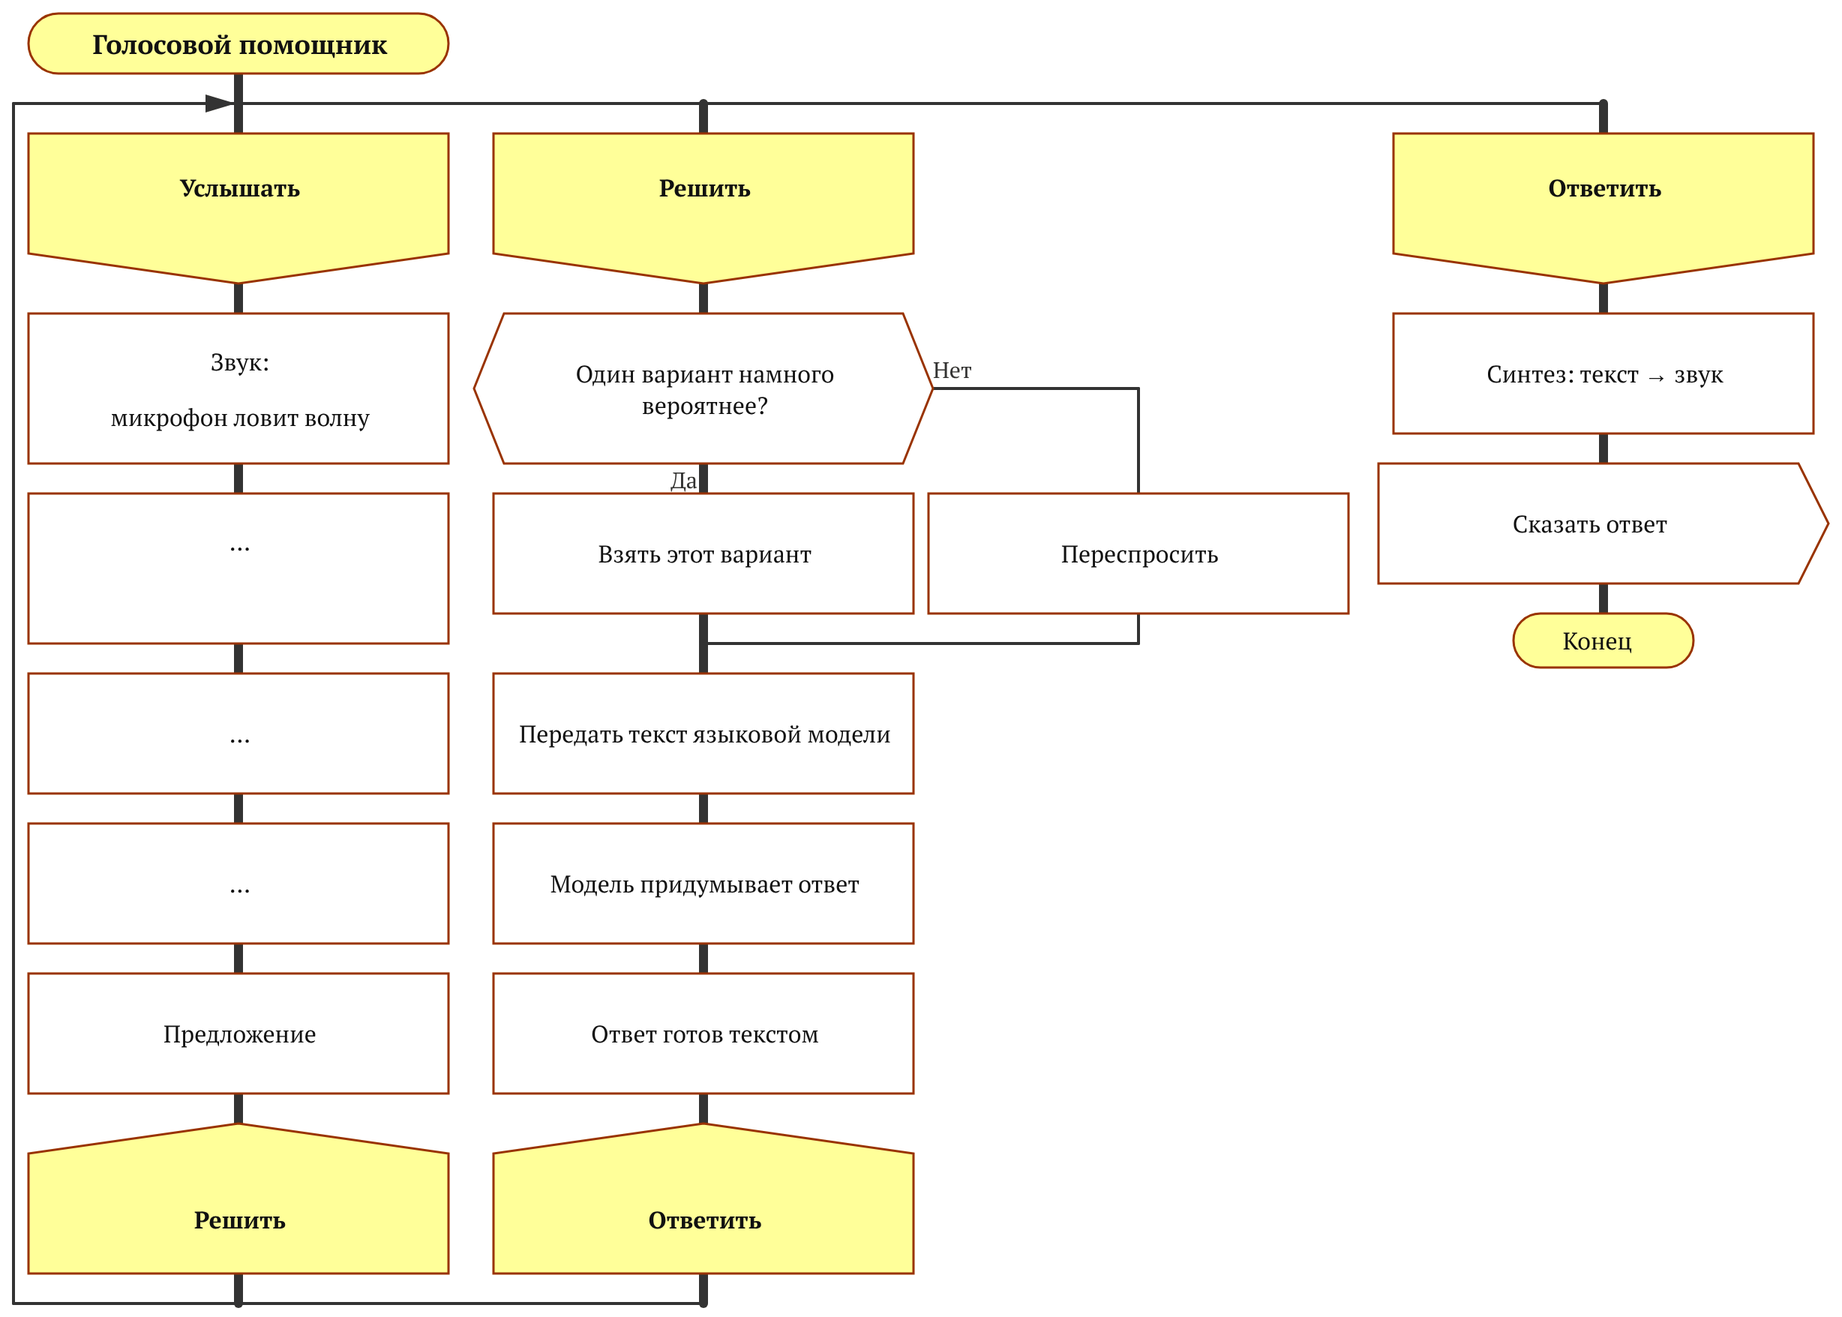 Голосовой помощник
Услышать
Звук:
микрофон ловит волну
...
...
...
Предложение
Решить
Решить
Один вариант намного
вероятнее?
Нет
Да
Взять этот вариант
Переспросить
Передать текст языковой модели
Модель придумывает ответ
Ответ готов текстом
Ответить
Ответить
Синтез: текст → звук
Сказать ответ
Конец